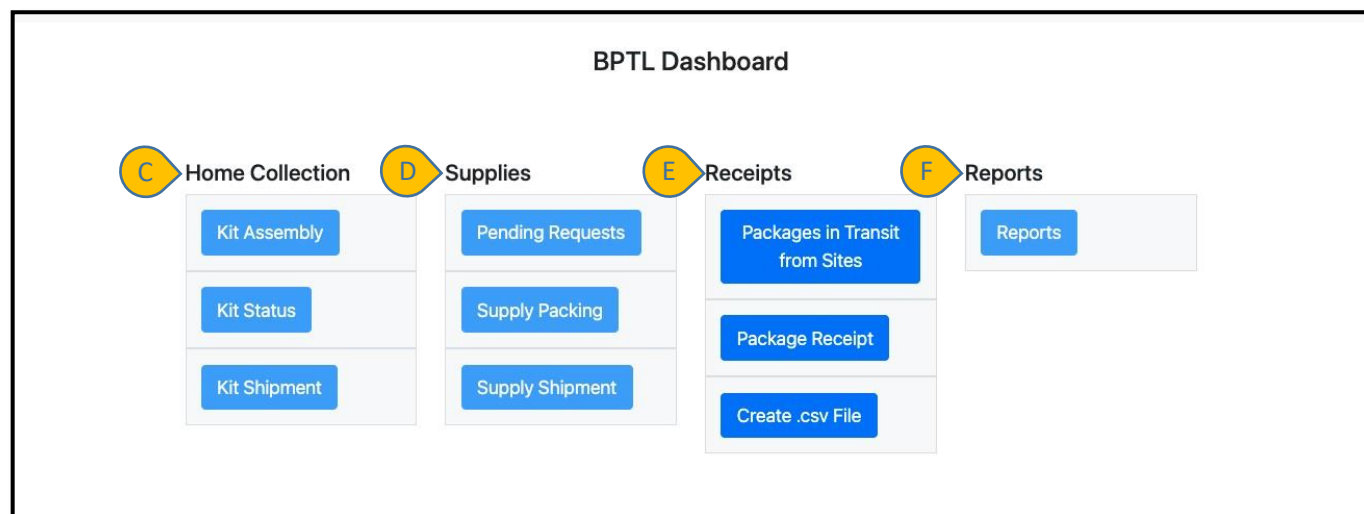 BPTL Dashboard
C
Home Collection
Kit Assembly
Kit Status
Kit Shipment
D
Supplies
Pending Requests
Supply Packing
Supply Shipment
E
Receipts
Packages in Transit
from Sites
Package Receipt
Create .csv File
F
Reports
Reports